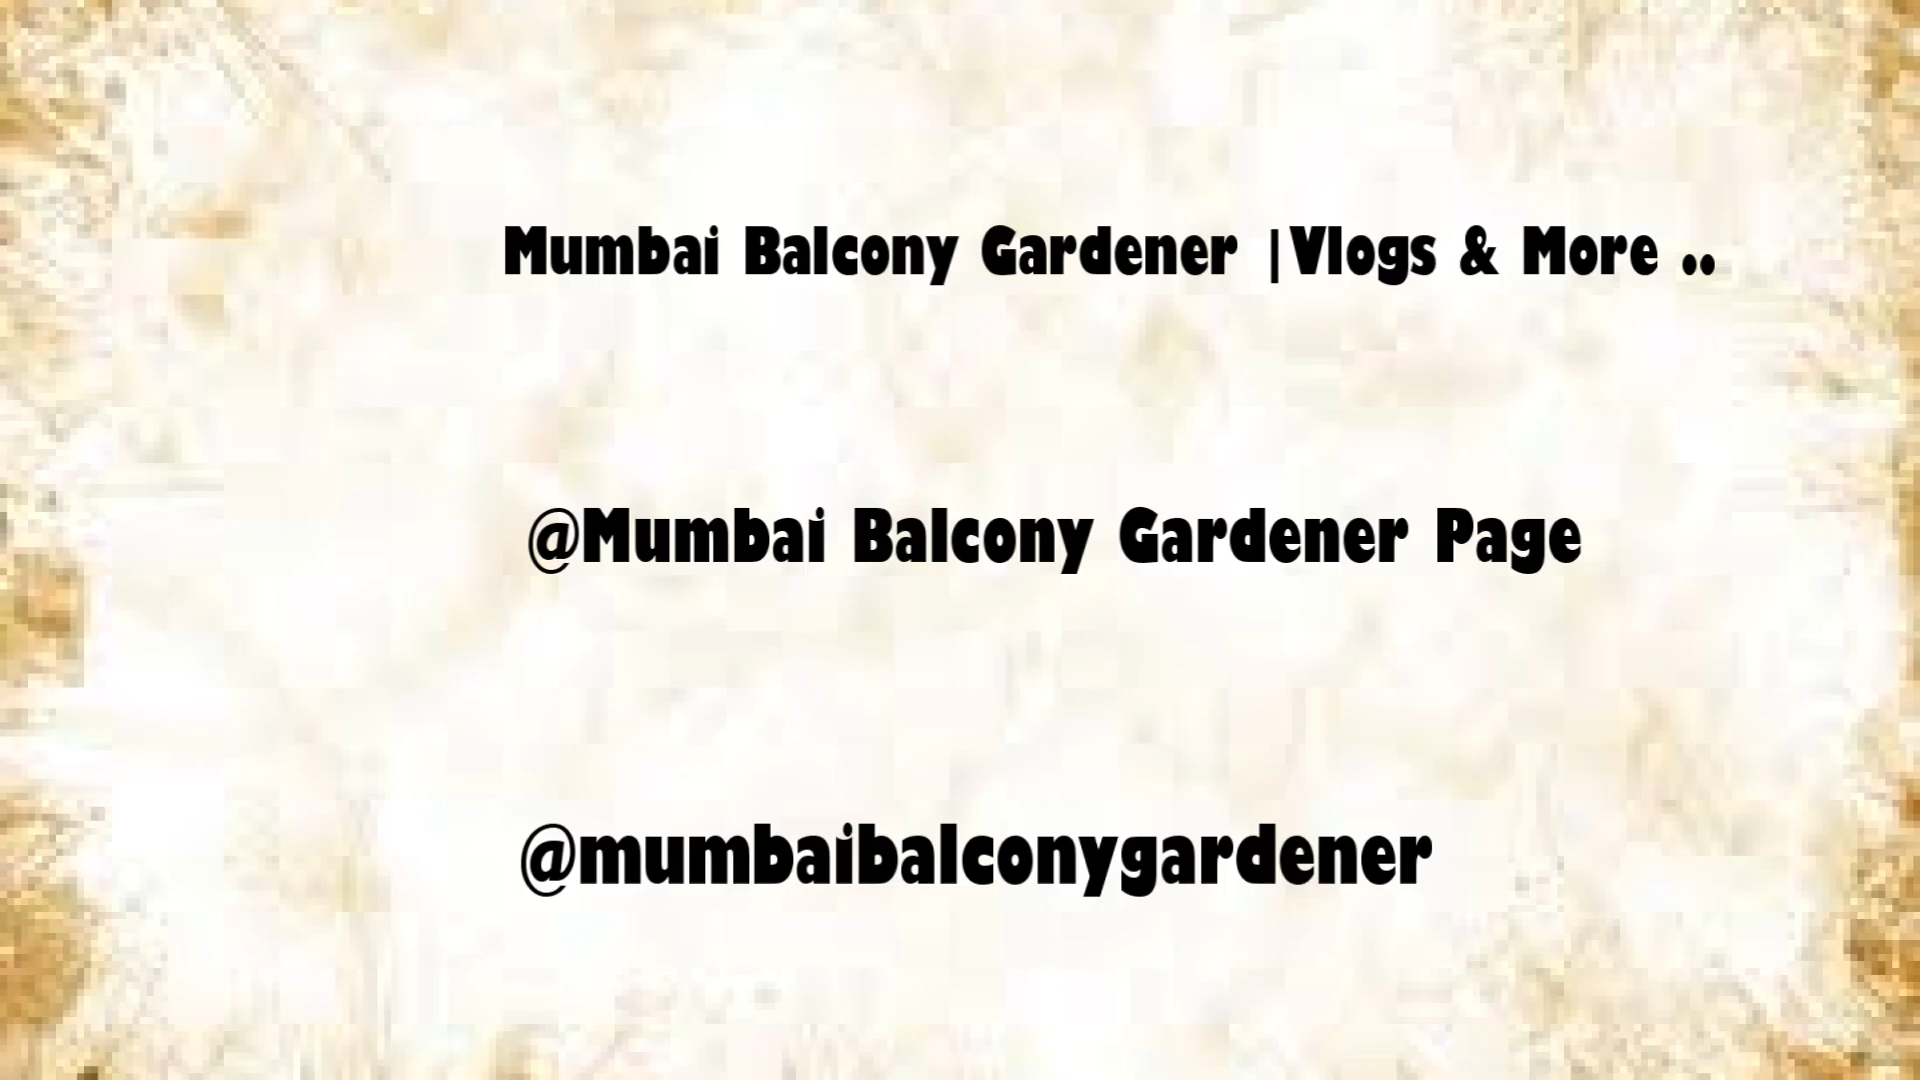 Mumbai Balcony Gardener |Vlogs & More ..
@Mumbai Balcony Gardener Page
@mumbaibalconygardener